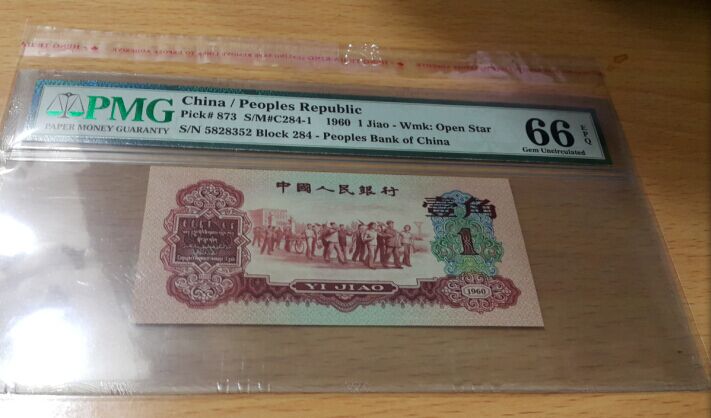 PMG
PAPER MONEY GUARANTY
China / Peoples Republic
Pick# 873 S/M#C284-1 1960 1 Jiao - Wmk: Open Star
S/N 5828352 Block 284 - Peoples Bank of China
66 EPQ
Gem Uncirculated
中國人民銀行
壹角
1
YI JIAO
1960